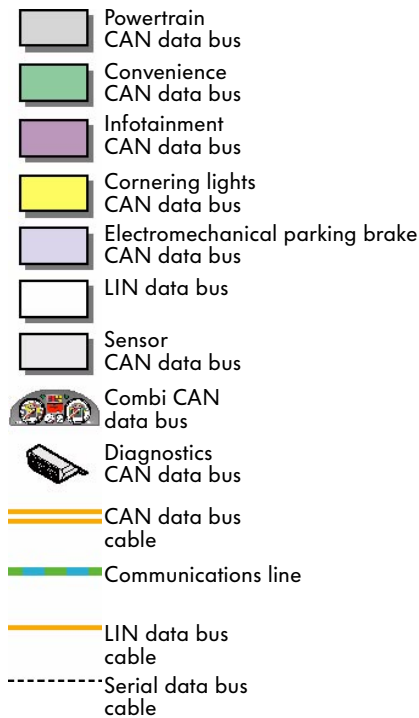 Powertrain
CAN data bus
Convenience
CAN data bus
Infotainment
CAN data bus
Cornering lights
CAN data bus
Electromechanical parking brake
CAN data bus
LIN data bus
Sensor
CAN data bus
Combi CAN
data bus
Diagnostics
CAN data bus
CAN data bus
cable
Communications line
LIN data bus
cable
Serial data bus
cable